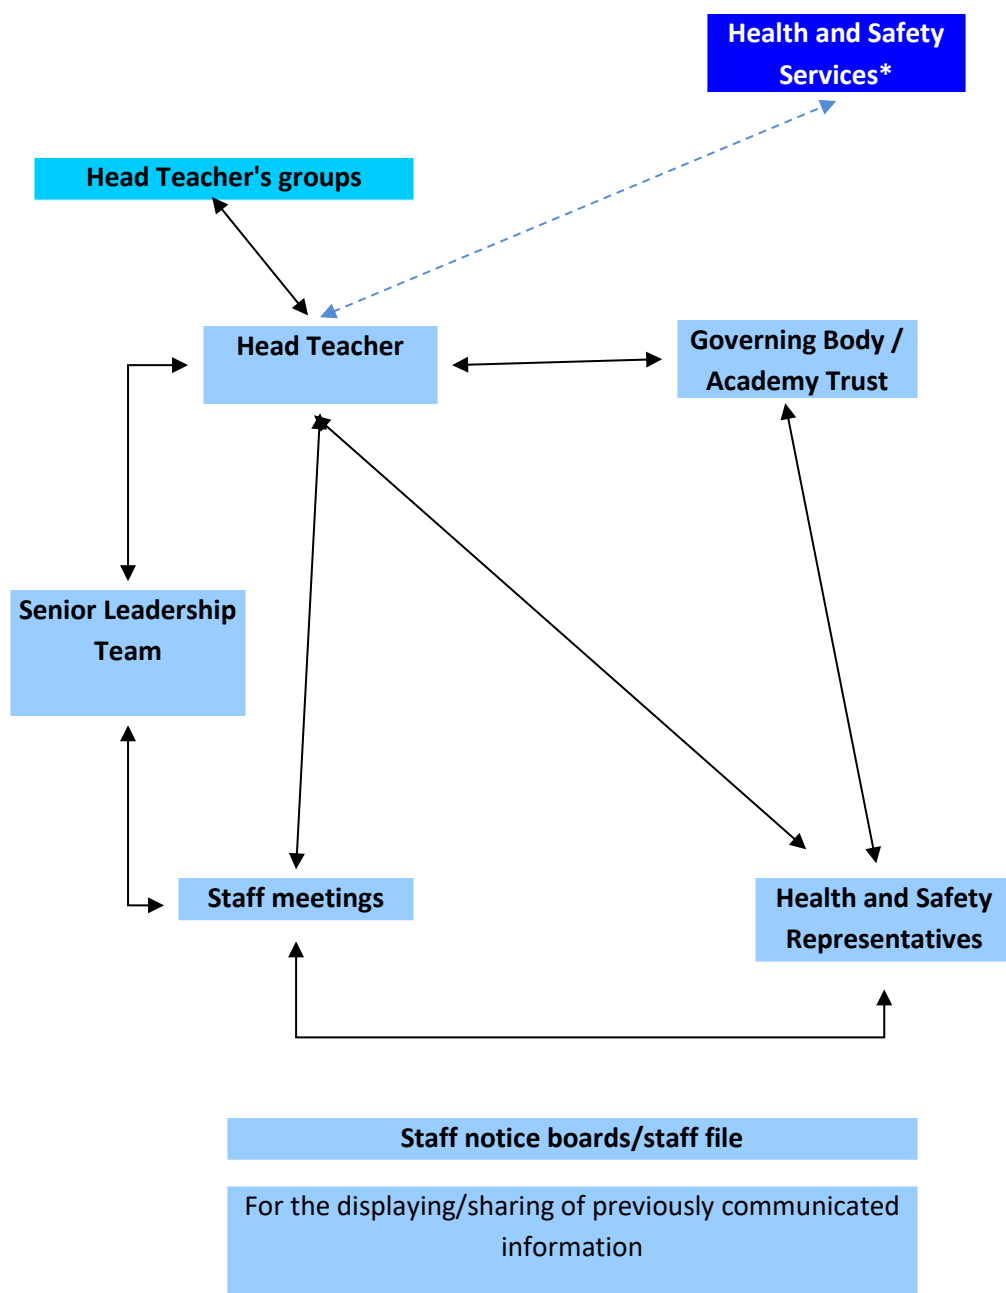 Health and Safety
Services*
Head Teacher's groups
Head Teacher
Governing Body /
Academy Trust
Senior Leadership
Team
Staff meetings
Health and Safety
Representatives
Staff notice boards/staff file
For the displaying/sharing of previously communicated
information